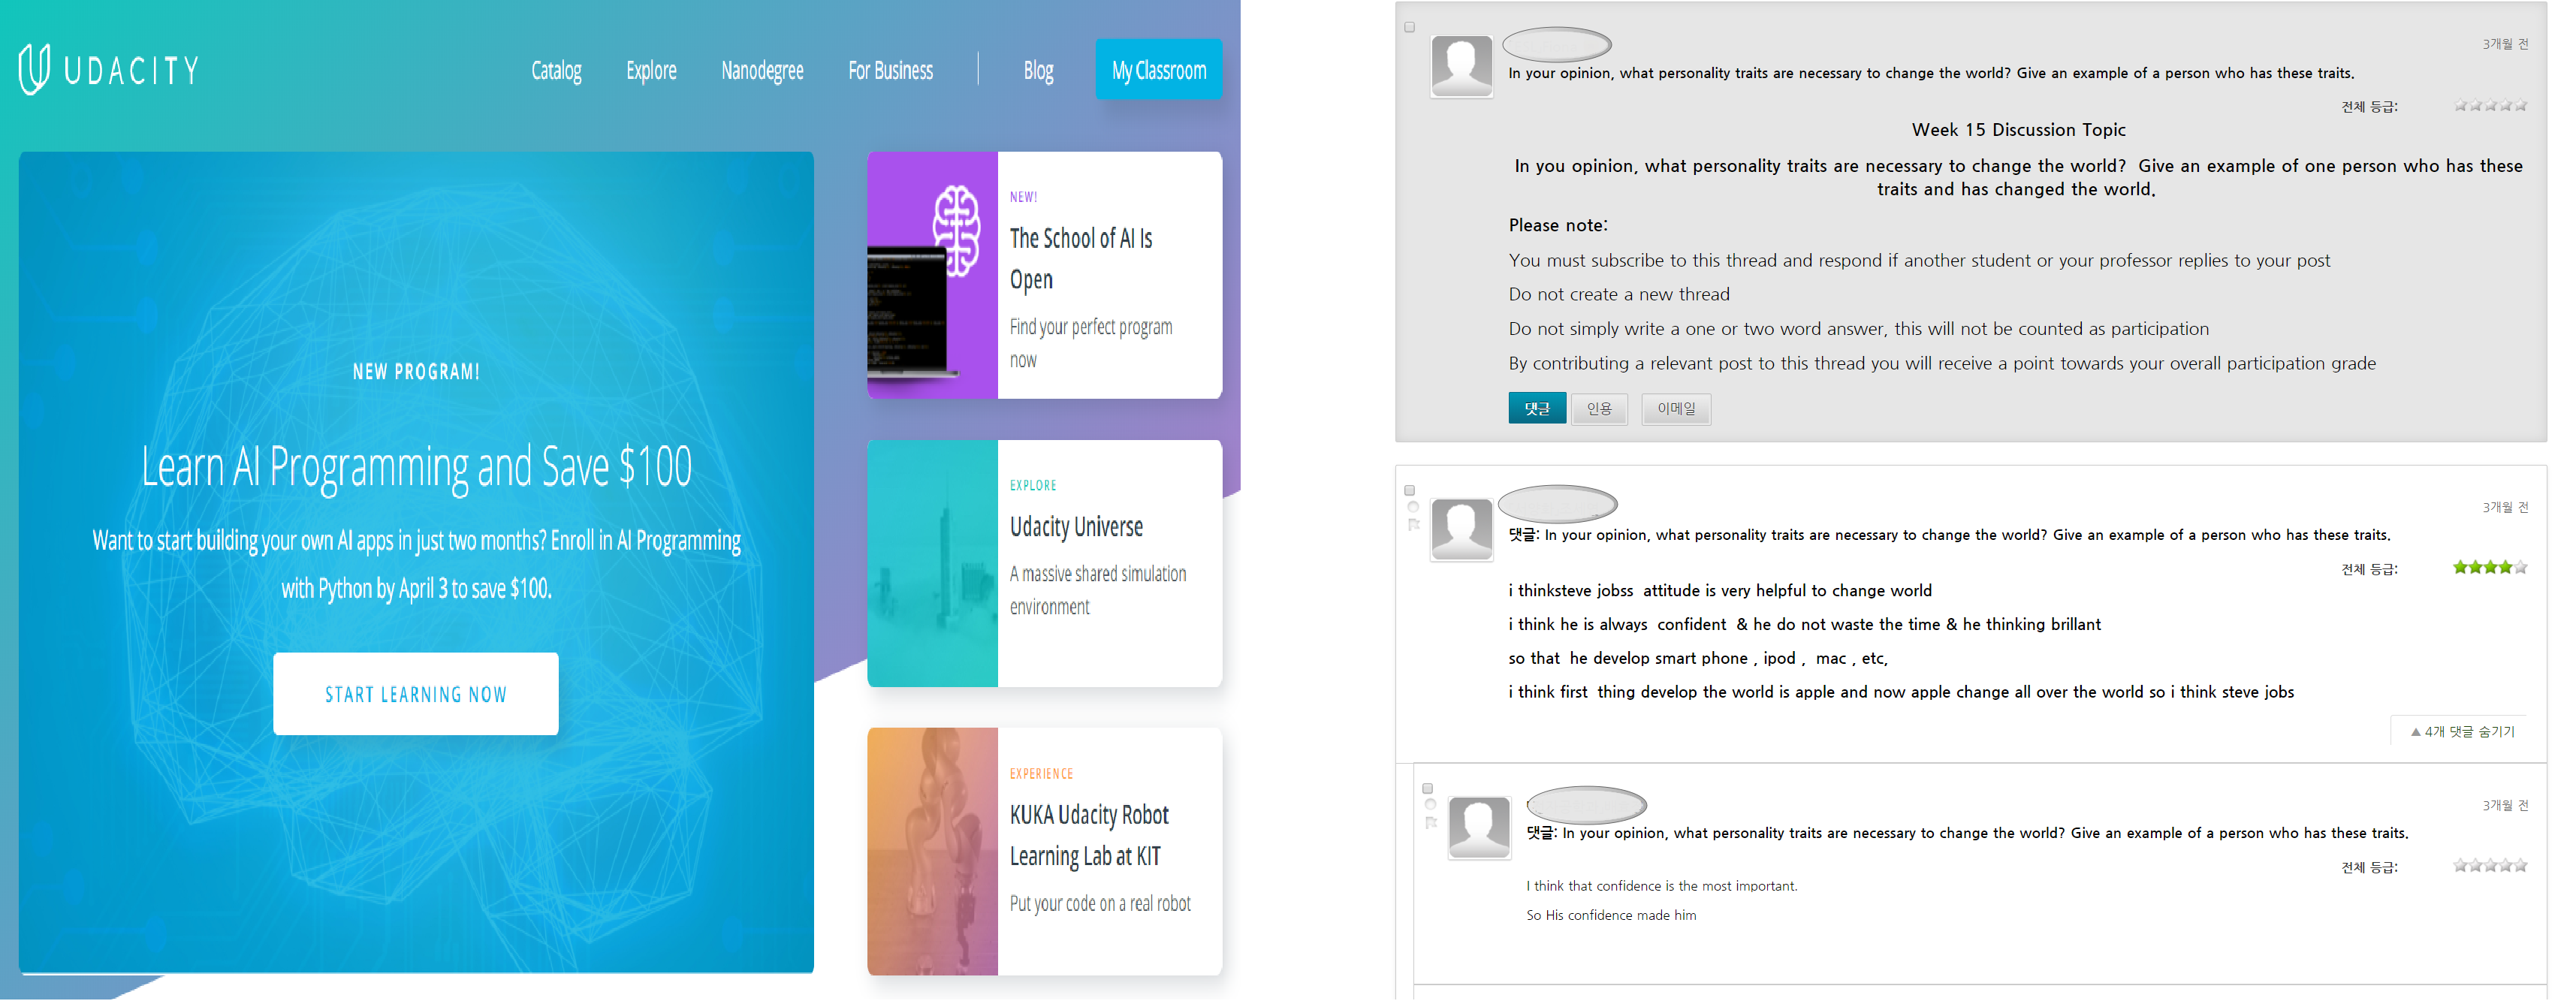 UDACITY
Catalog
Explore
Nanodegree
For Business
Blog
My Classroom
NEW PROGRAM!
Learn AI Programming and Save $100
Want to start building your own AI apps in just two months? Enroll in AI Programming
with Python by April 3 to save $100.
START LEARNING NOW
NEW!
The School of AI Is
Open
Find your perfect program
now
EXPLORE
Udacity Universe
A massive shared simulation
environment
EXPERIENCE
KUKA Udacity Robot
Learning Lab at KIT
Put your code on a real robot
3개월 전
In your opinion, what personality traits are necessary to change the world? Give an example of a person who has these traits.
전체 등급:
Week 15 Discussion Topic
In you opinion, what personality traits are necessary to change the world? Give an example of one person who has these
traits and has changed the world.
Please note:
You must subscribe to this thread and respond if another student or your professor replies to your post
Do not create a new thread
Do not simply write a one or two word answer, this will not be counted as participation
By contributing a relevant post to this thread you will receive a point towards your overall participation grade
댓글
인용
이메일
3개월 전
댓글: In your opinion, what personality traits are necessary to change the world? Give an example of a person who has these traits.
전체 등급:
i thinksteve jobss attitude is very helpful to change world
i think he is always confident & he do not waste the time & he thinking brillant
so that he develop smart phone , ipod , mac , etc,
i think first thing develop the world is apple and now apple change all over the world so i think steve jobs
▲ 4개 댓글 숨기기
3개월 전
댓글: In your opinion, what personality traits are necessary to change the world? Give an example of a person who has these traits.
전체 등급:
I think that confidence is the most important.
So His confidence made him